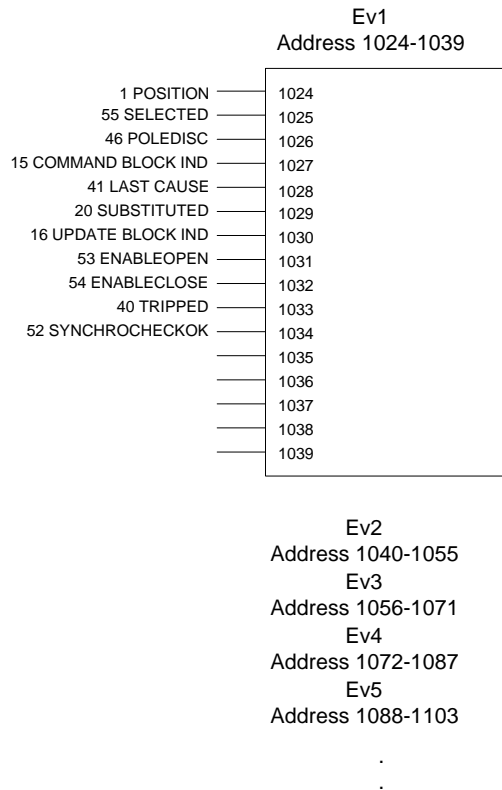 Ev1
Address 1024-1039
1 POSITION 1024
55 SELECTED 1025
46 POLEDISC 1026
15 COMMAND BLOCK IND 1027
41 LAST CAUSE 1028
20 SUBSTITUTED 1029
16 UPDATE BLOCK IND 1030
53 ENABLEOPEN 1031
54 ENABLECLOSE 1032
40 TRIPPED 1033
52 SYNCHROCHECKOK 1034
1035
1036
1037
1038
1039
Ev2
Address 1040-1055
Ev3
Address 1056-1071
Ev4
Address 1072-1087
Ev5
Address 1088-1103
.
.